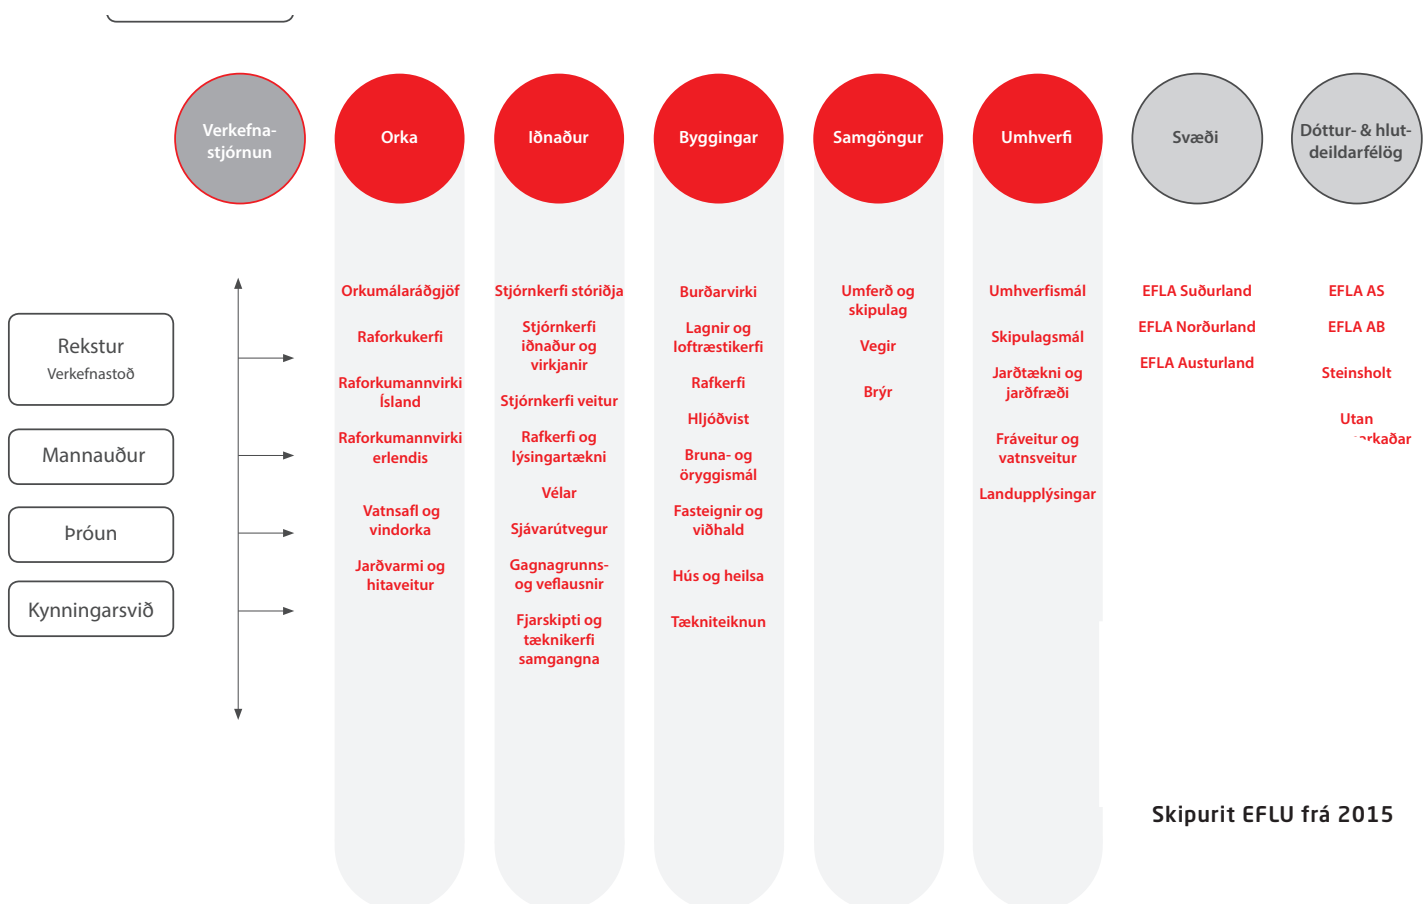 Verkefna-
stjórnun
Orka
Iðnaður
Byggingar
Samgöngur
Umhverfi
Svæði
Dóttur- & hlut-
deildarfélög
Rekstur
Verkefnastoð
Mannauður
Þróun
Kynningarsvið
Orkumálaráðgjöf
Raforkukerfi
Raforkumannvirki
Ísland
Raforkumannvirki
erlendis
Vatnsafl og
vindorka
Jarðvarmi og
hitaveitur
Stjórnkerfi stóriðja
Stjórnkerfi
iðnaður og
virkjanir
Stjórnkerfi veitur
Rafkerfi og
lýsingartækni
Vélar
Sjávarútvegur
Gagnagrunns-
og veflausnir
Fjarskipti og
tæknikerfi
samgangna
Burðarvirki
Lagnir og
loftræstikerfi
Rafkerfi
Hljóðvist
Bruna- og
öryggismál
Fasteignir og
viðhald
Hús og heilsa
Tækniteiknun
Umferð og
skipulag
Vegir
Brýr
Umhverfismál
Skipulagsmál
Jarðtækni og
jarðfræði
Fráveitur og
vatnsveitur
Landupplýsingar
EFLA Suðurland
EFLA Norðurland
EFLA Austurland
EFLA AS
EFLA AB
Steinsholt
Utan
Skipurit EFLU frá 2015